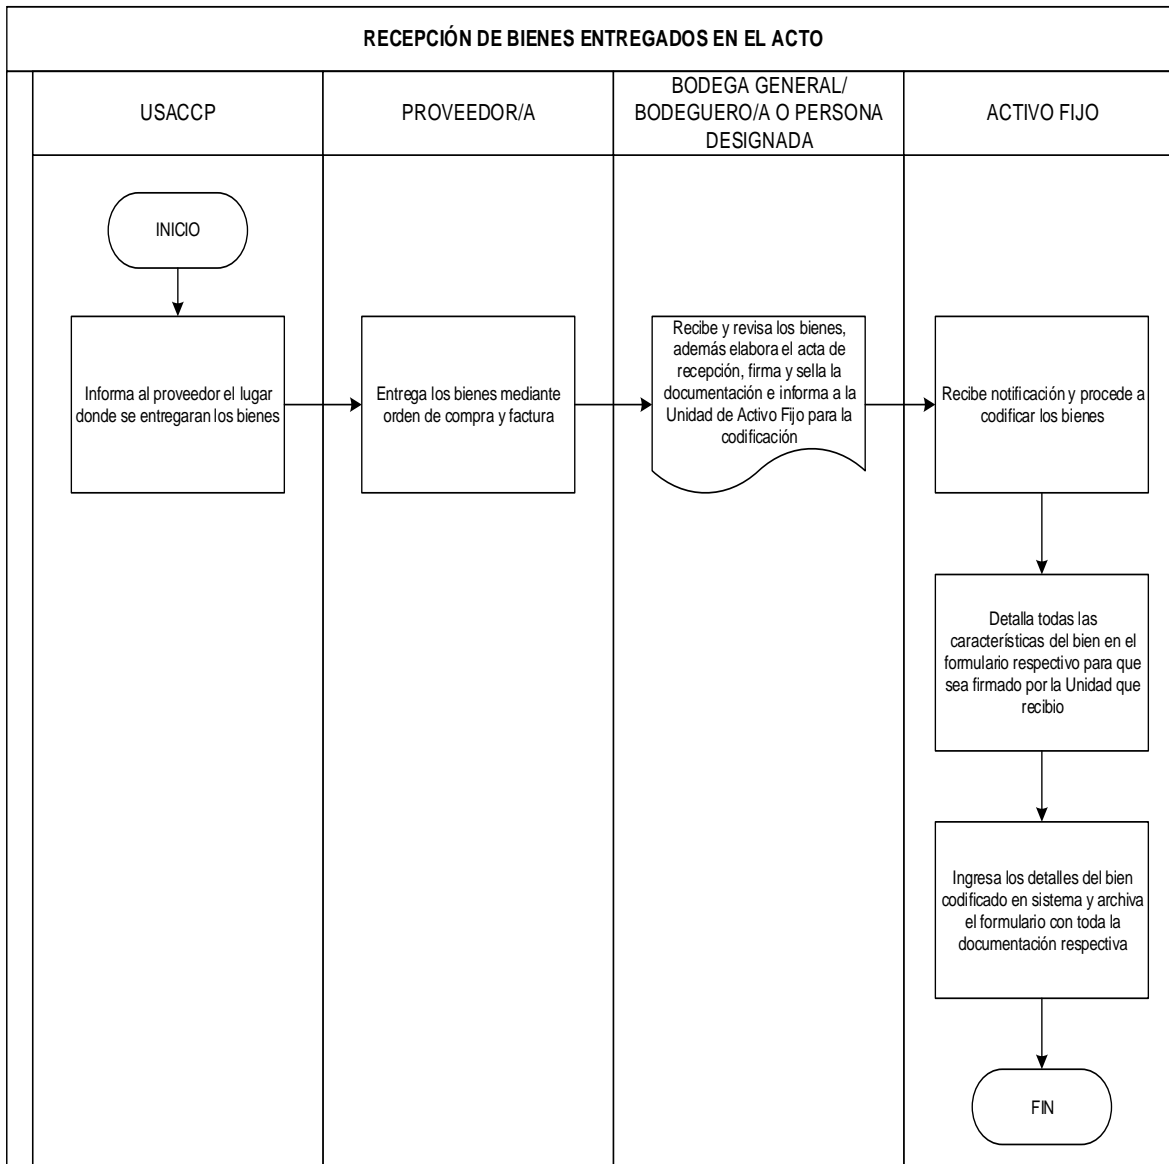 RECEPCIÓN DE BIENES ENTREGADOS EN EL ACTO
USACCP
PROVEEDOR/A
BODEGA GENERAL/
BODEGUERO/A O PERSONA
DESIGNADA
ACTIVO FIJO
INICIO
Informa al proveedor el lugar
donde se entregaran los bienes
Entrega los bienes mediante
orden de compra y factura
Recibe y revisa los bienes,
además elabora el acta de
recepción, firma y sella la
documentación e informa a la
Unidad de Activo Fijo para la
codificación
Recibe notificación y procede a
codificar los bienes
Detalla todas las
características del bien en el
formulario respectivo para que
sea firmado por la Unidad que
recibio
Ingresa los detalles del bien
codificado en sistema y archiva
el formulario con toda la
documentación respectiva
FIN